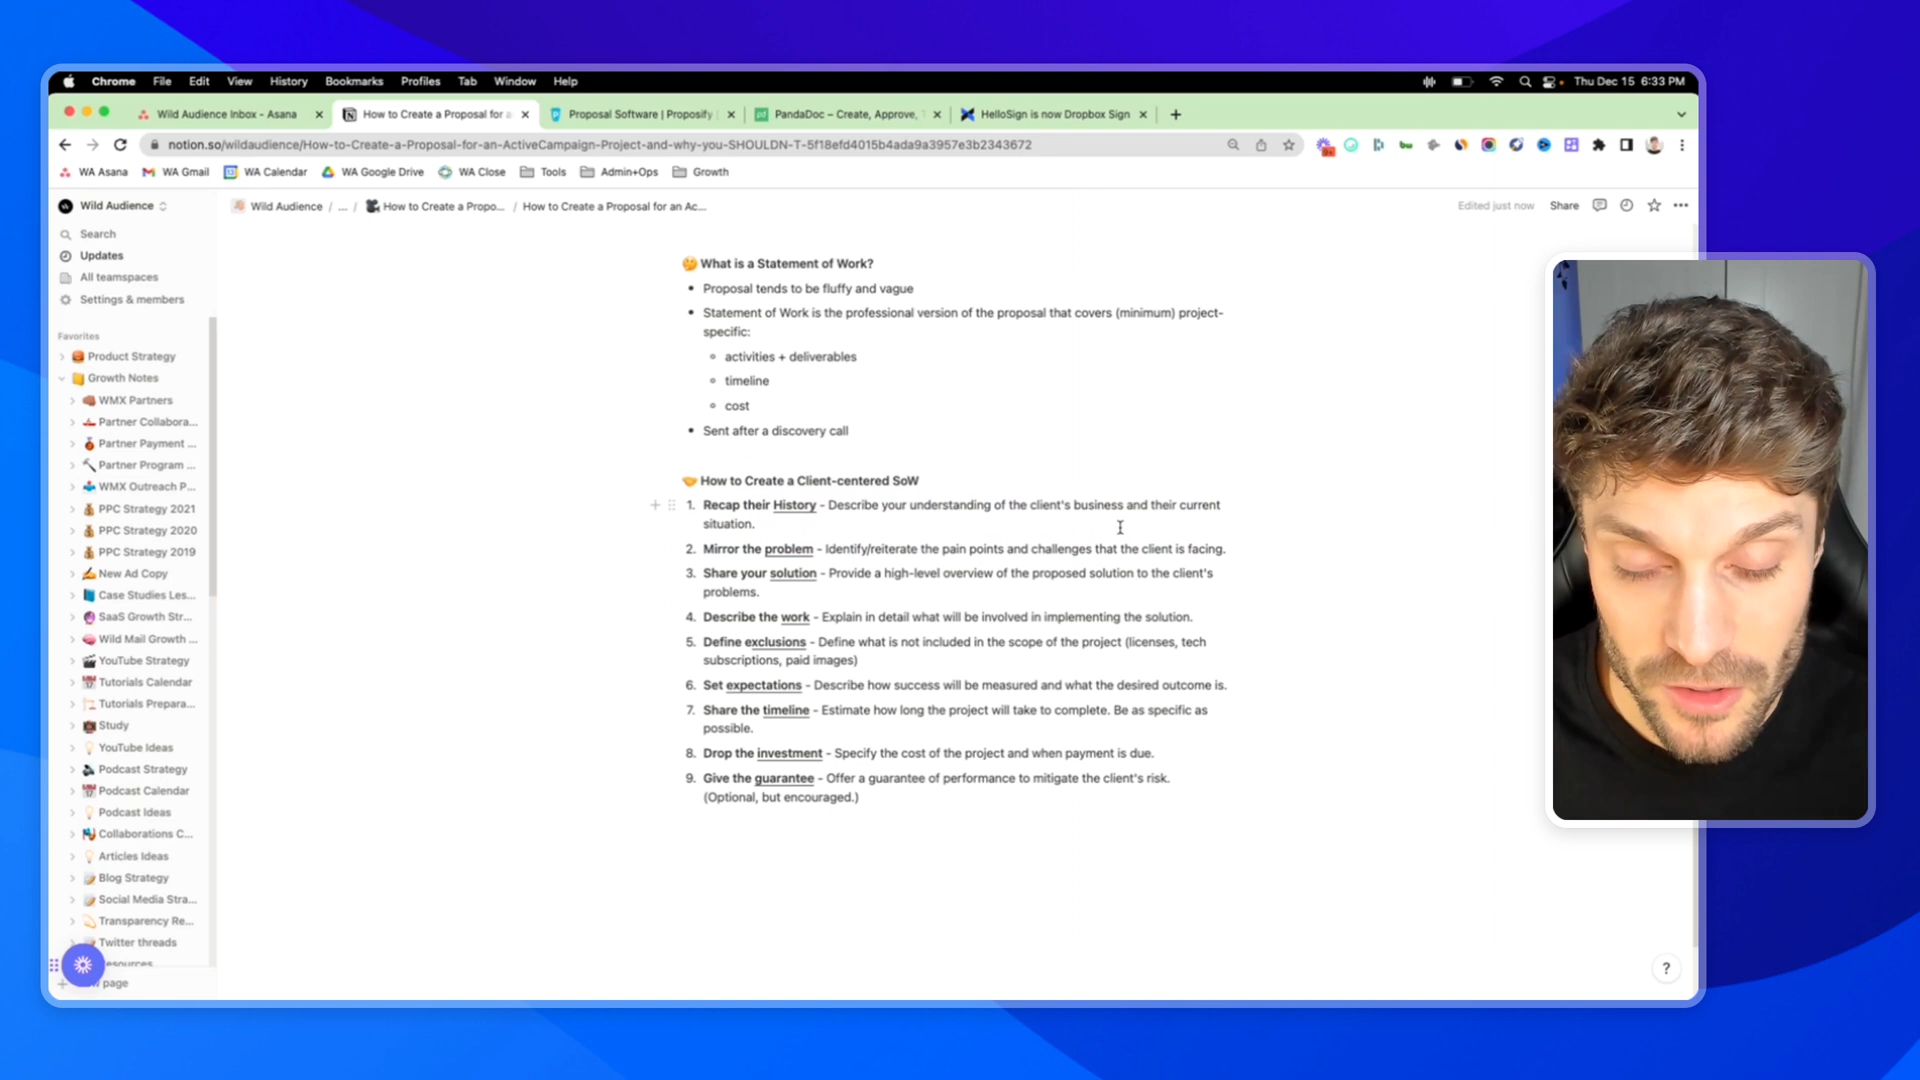 Chrome File Edit View History Bookmarks Profiles Tab Window Help Thu Dec 15 6:33 PM
Wild Audience Inbox - Asana How to Create a Proposal for a Proposal Software | Proposify PandaDoc – Create, Approve, HelloSign is now Dropbox Sign
notion.so/wildaudience/How-to-Create-a-Proposal-for-an-ActiveCampaign-Project-and-why-you-SHOULDN-T-5f18efd4015b4ada9a3957e3b2343672
WA Asana WA Gmail WA Calendar WA Google Drive WA Close Tools Admin+Ops Growth
Wild Audience
Wild Audience / ... / How to Create a Propo... / How to Create a Proposal for an Ac...
Edited just now Share
Search
Updates
All teamspaces
Settings & members
Favorites
Product Strategy
Growth Notes
WMX Partners
Partner Collabora...
Partner Payment ...
Partner Program ...
WMX Outreach P...
PPC Strategy 2021
PPC Strategy 2020
PPC Strategy 2019
New Ad Copy
Case Studies Les...
SaaS Growth Str...
Wild Mail Growth ...
YouTube Strategy
Tutorials Calendar
Tutorials Prepara...
Study
YouTube Ideas
Podcast Strategy
Podcast Calendar
Podcast Ideas
Collaborations C...
Articles Ideas
Blog Strategy
Social Media Stra...
Transparency Re...
Twitter threads
page
What is a Statement of Work?
• Proposal tends to be fluffy and vague
• Statement of Work is the professional version of the proposal that covers (minimum) project-
specific:
◦ activities + deliverables
◦ timeline
◦ cost
• Sent after a discovery call
How to Create a Client-centered SoW
1. Recap their History - Describe your understanding of the client's business and their current
situation.
2. Mirror the problem - Identify/reiterate the pain points and challenges that the client is facing.
3. Share your solution - Provide a high-level overview of the proposed solution to the client's
problems.
4. Describe the work - Explain in detail what will be involved in implementing the solution.
5. Define exclusions - Define what is not included in the scope of the project (licenses, tech
subscriptions, paid images)
6. Set expectations - Describe how success will be measured and what the desired outcome is.
7. Share the timeline - Estimate how long the project will take to complete. Be as specific as
possible.
8. Drop the investment - Specify the cost of the project and when payment is due.
9. Give the guarantee - Offer a guarantee of performance to mitigate the client's risk.
(Optional, but encouraged.)
?